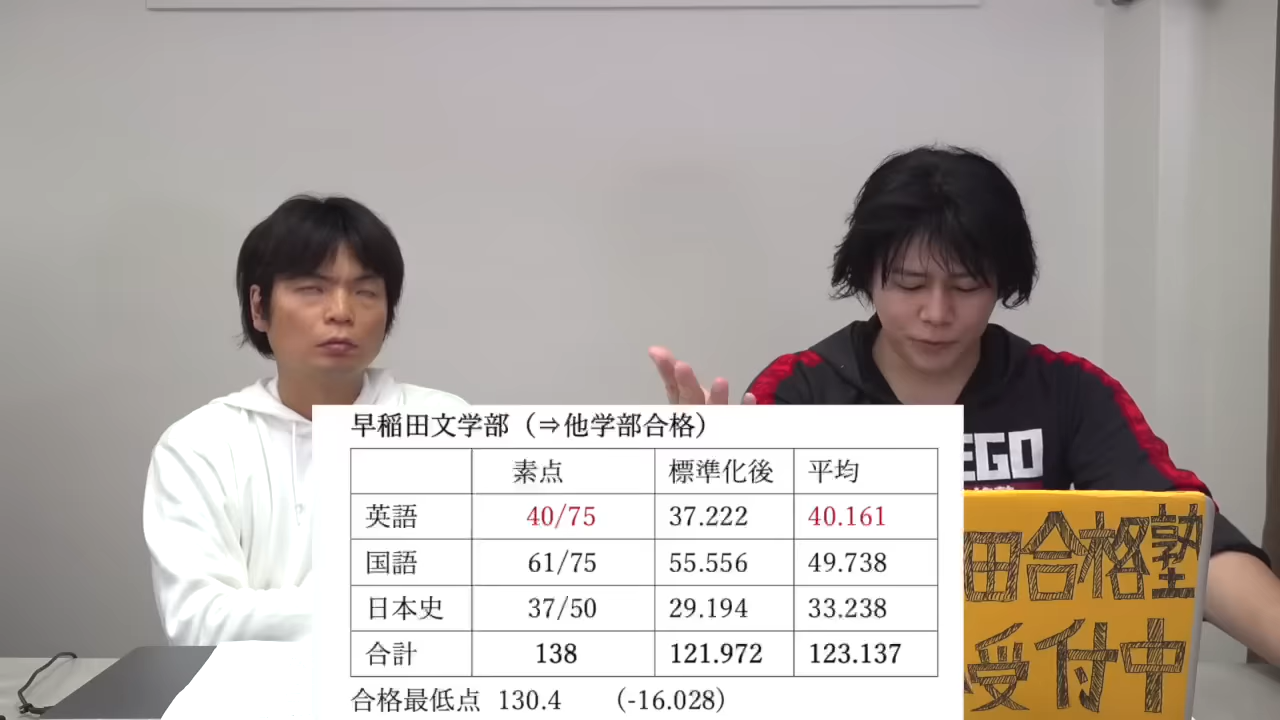 早稲田文学部（⇒他学部合格）
素点 標準化後 平均
英語 40/75 37.222 40.161
国語 61/75 55.556 49.738
日本史 37/50 29.194 33.238
合計 138 121.972 123.137
合格最低点 130.4 (-16.028)
EGO
田合格塾
受付中